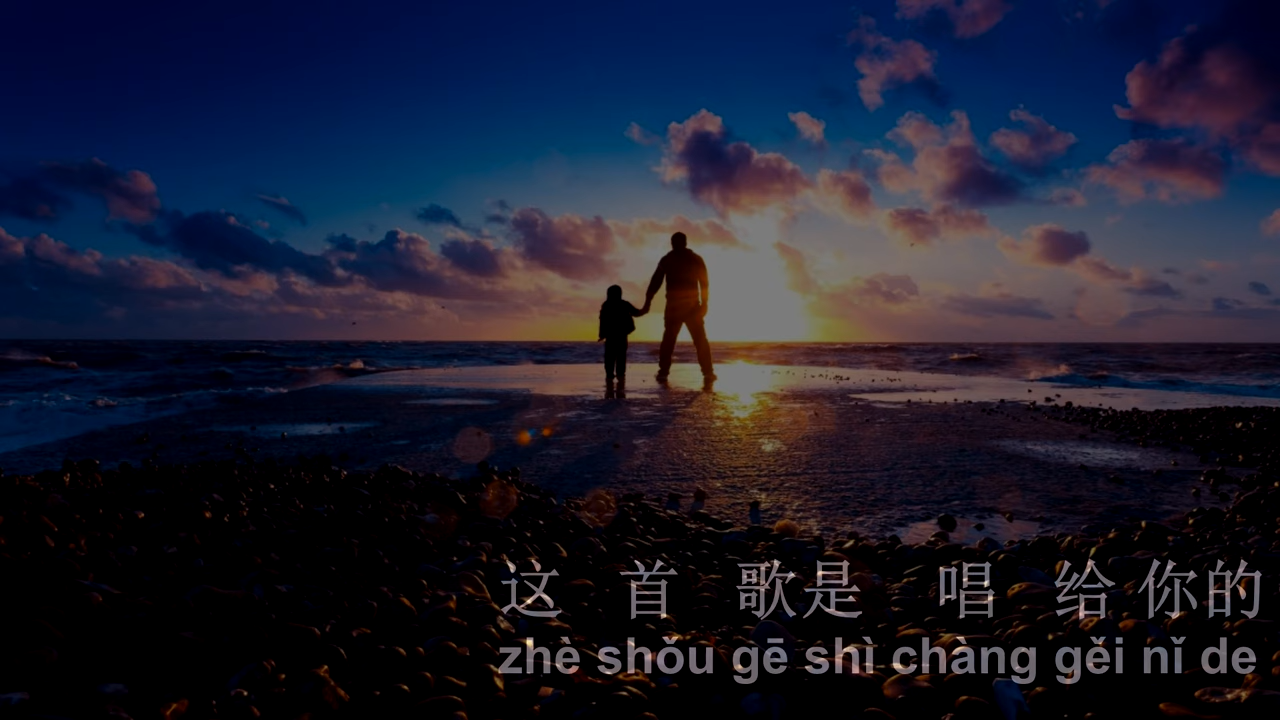 这 首 歌是 唱 给 你的
zhè shǒu gē shì chàng gěi nǐ de